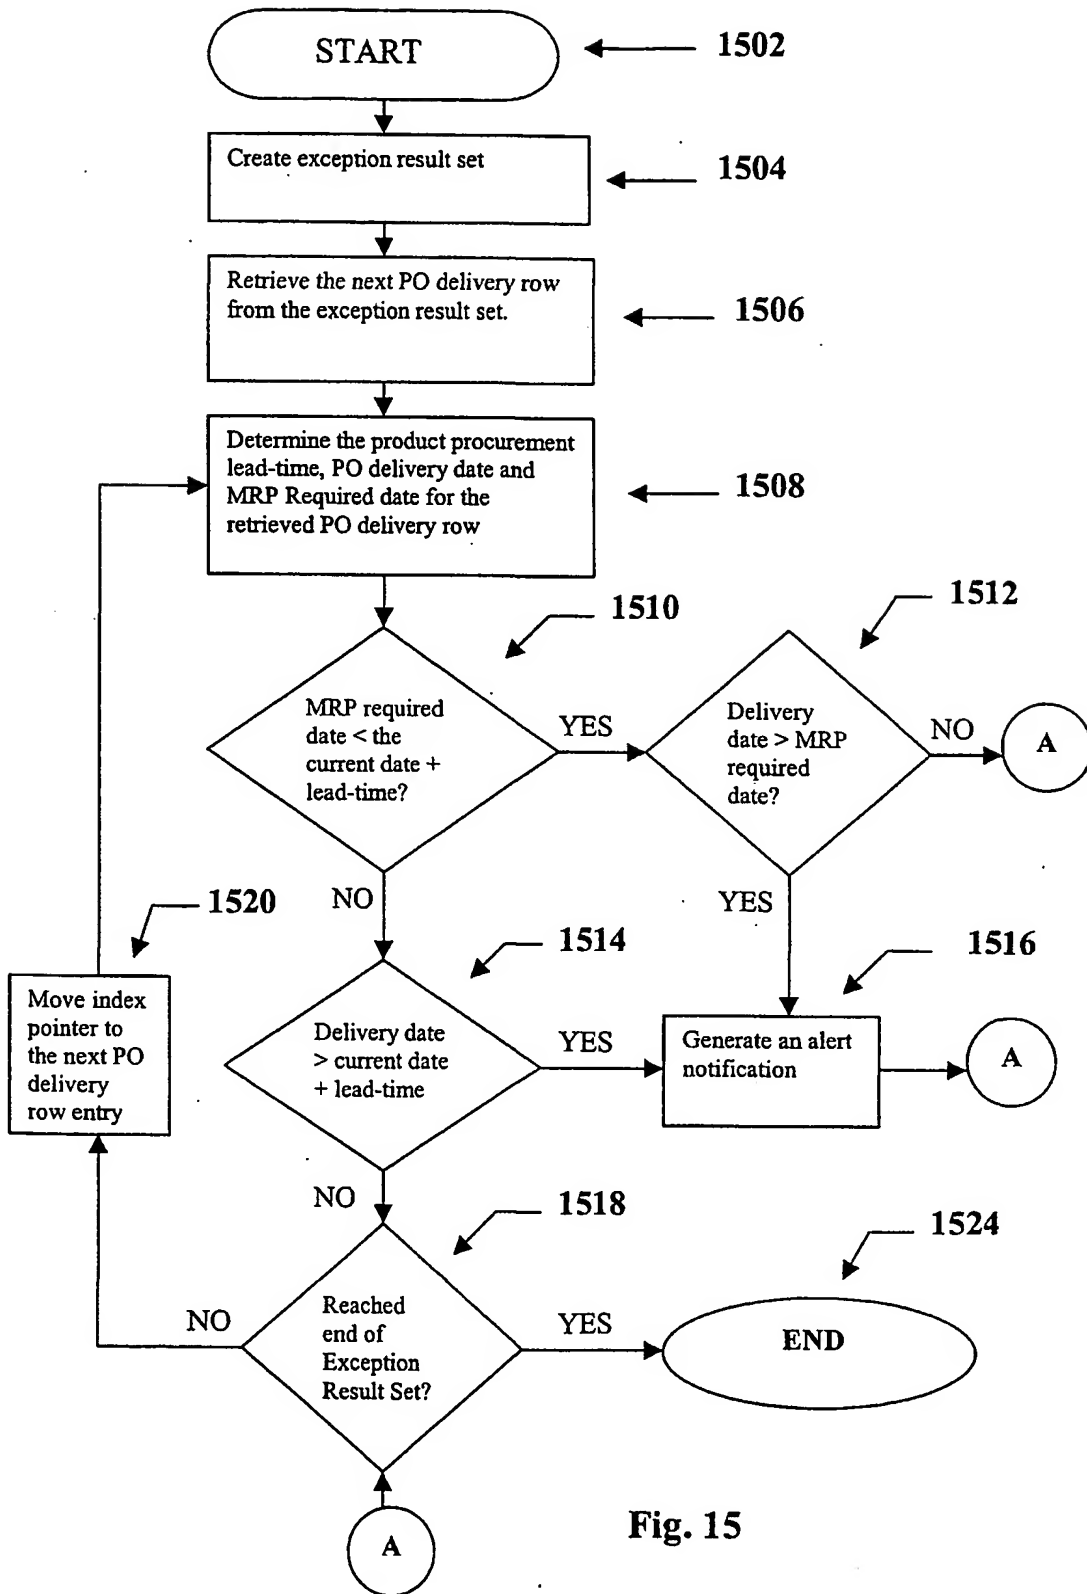 START
1502
Create exception result set
1504
Retrieve the next PO delivery row
from the exception result set.
1506
Determine the product procurement
lead-time, PO delivery date and
MRP Required date for the
retrieved PO delivery row
1508
1510
1512
MRP required
date < the
current date +
lead-time?
YES
Delivery
date > MRP
required
date?
NO
A
NO
YES
1520
1514
1516
Move index
pointer to
the next PO
delivery
row entry
Delivery date
> current date
+ lead-time
YES
Generate an alert
notification
A
NO
1518
1524
NO
Reached
end of
Exception
Result Set?
YES
END
A
Fig. 15